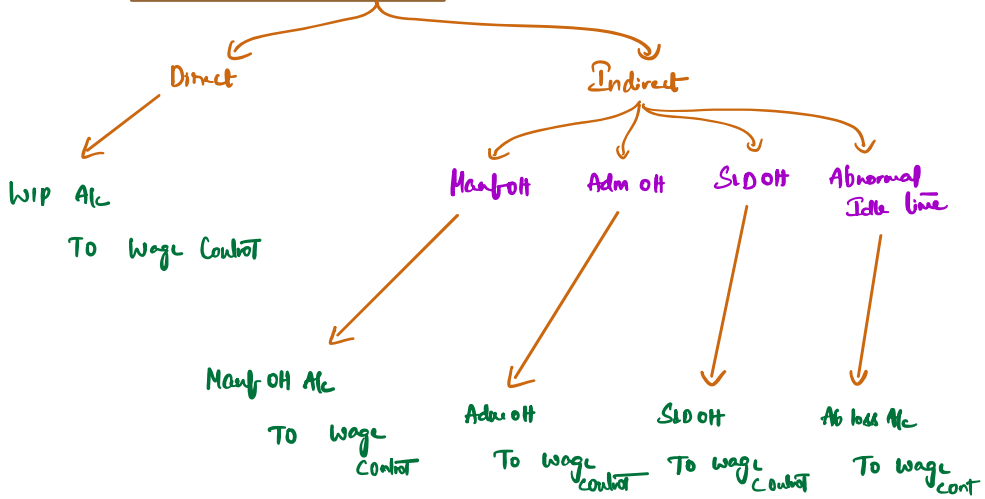 Direct
Indirect
WIP A/c
TO Wage Control
Manf OH
Adm OH
S&D OH
Abnormal
Idle time
Manf OH A/c
TO Wage
Control
Adm OH
TO Wage
Control
S&D OH
TO Wage
Control
Ab loss A/c
TO Wage
Cont